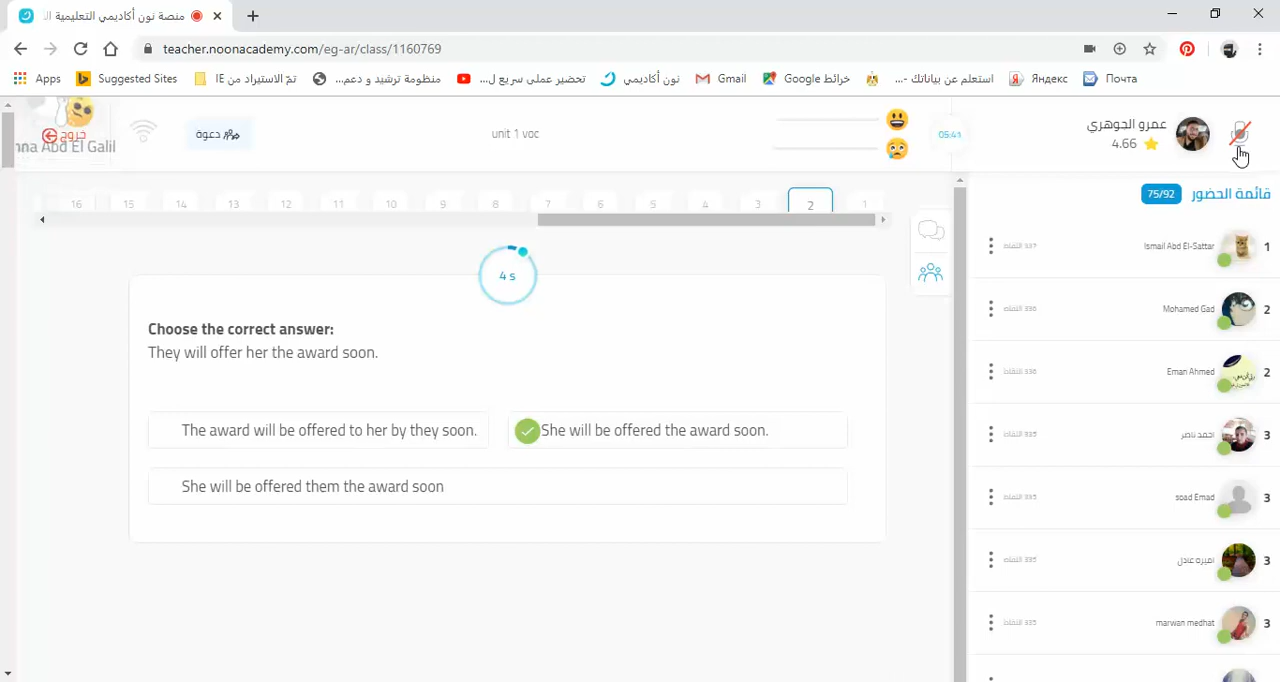 منصة نون أكاديمي التعليمية
teacher.noonacademy.com/eg-ar/class/1160769
Apps
Suggested Sites
تمّ الاستيراد من IE
منظومة ترشيد و دعم...
تحضير عملى سريع ل...
نون أكاديمي
Gmail
خرائط Google
استعلم عن بياناتك -...
Яндекс
Почта
خروج
nna Abd El Galil
دعوة
unit 1 voc
05:41
عمرو الجوهري
4.66
16 15 14 13 12 11 10 9 8 7 6 5 4 3 2 1
قائمة الحضور 75/92
4 s
Choose the correct answer:
They will offer her the award soon.
The award will be offered to her by they soon.
She will be offered the award soon.
She will be offered them the award soon
Ismail Abd El-Sattar 1
Mohamed Gad 2
Eman Ahmed 2
احمد ناصر 3
soad Emad 3
اميره عادل 3
marwan medhat 3